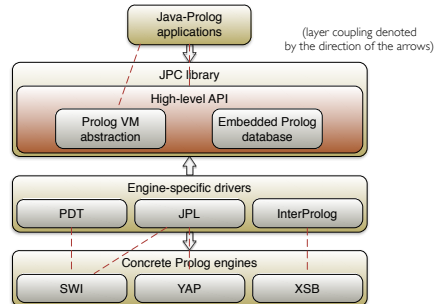 Java-Prolog
applications
(layer coupling denoted
by the direction of the arrows)
JPC library
High-level API
Prolog VM
abstraction
Embedded Prolog
database
Engine-specific drivers
PDT
JPL
InterProlog
Concrete Prolog engines
SWI
YAP
XSB